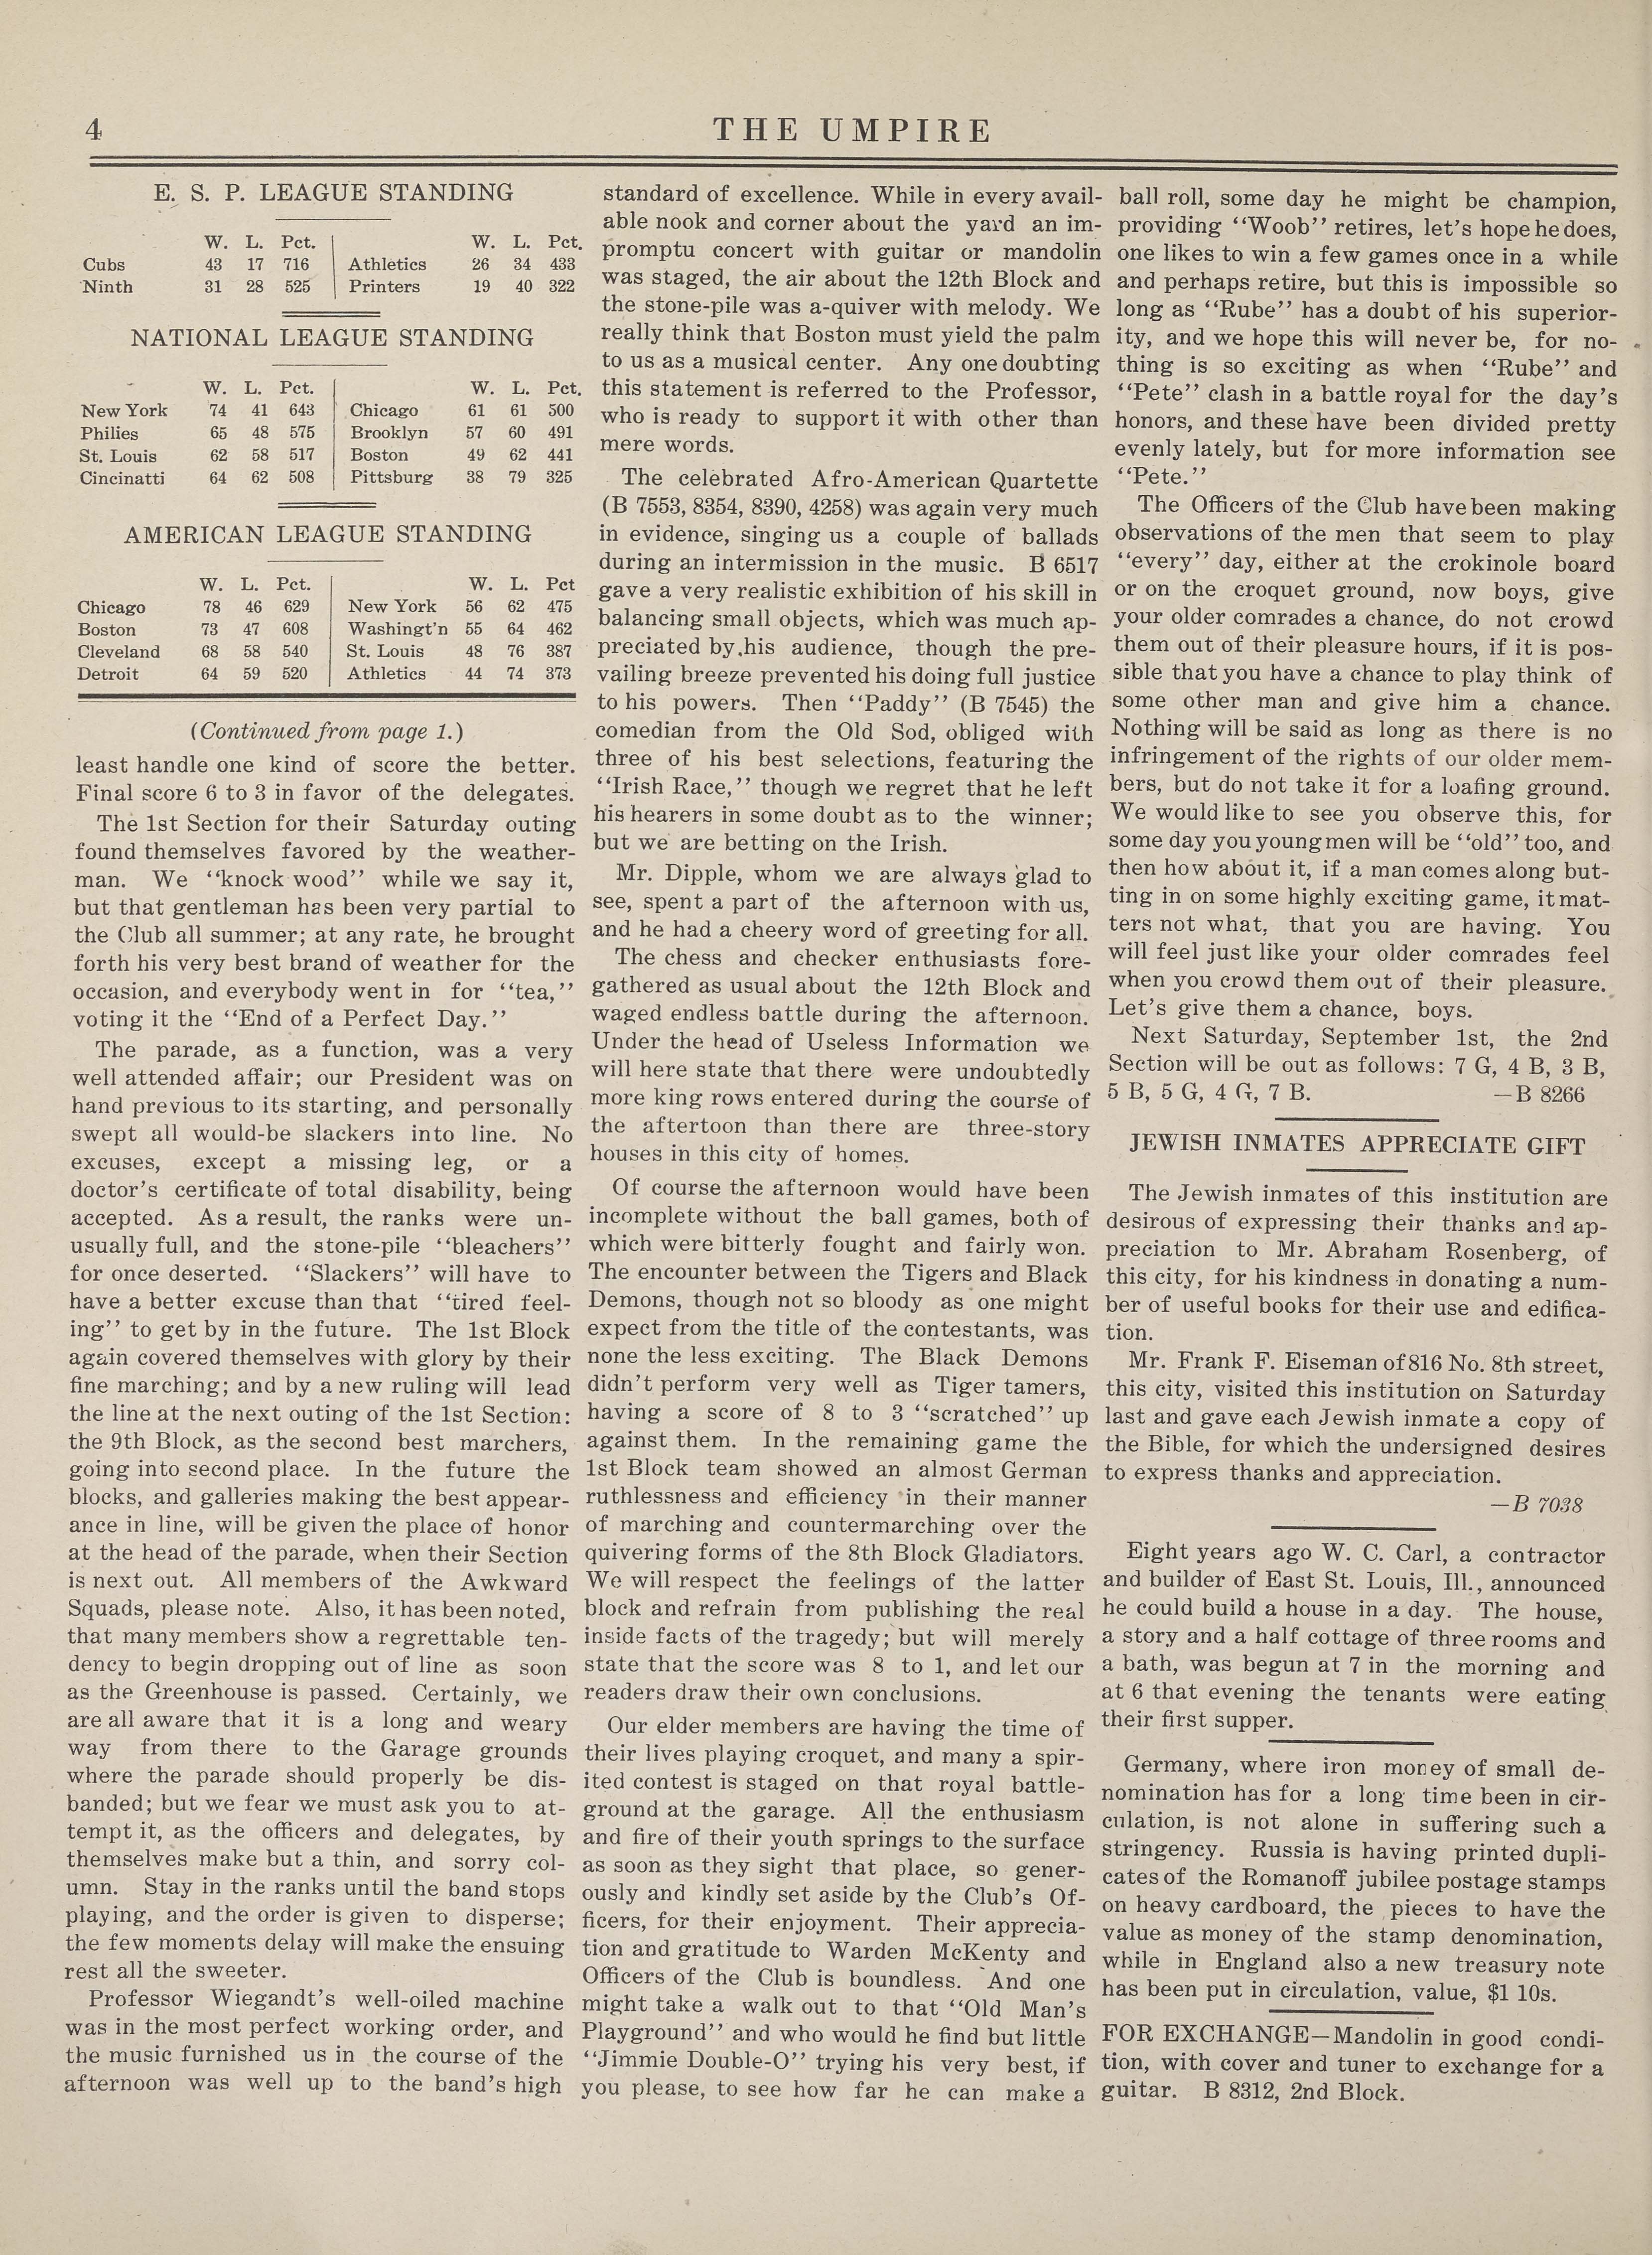 4
THE UMPIRE
E. S. P. LEAGUE STANDING
W. L. Pct. W. L. Pct.
Cubs 43 17 716 Athletics 26 34 433
Ninth 31 28 525 Printers 19 40 322
NATIONAL LEAGUE STANDING
W. L. Pct. W. L. Pct.
New York 74 41 643 Chicago 61 61 500
Philies 65 48 575 Brooklyn 57 60 491
St. Louis 62 58 517 Boston 49 62 441
Cincinatti 64 62 508 Pittsburg 38 79 325
AMERICAN LEAGUE STANDING
W. L. Pct. W. L. Pct
Chicago 78 46 629 New York 56 62 475
Boston 73 47 608 Washingt'n 55 64 462
Cleveland 68 58 540 St. Louis 48 76 387
Detroit 64 59 520 Athletics 44 74 373
(Continued from page 1.)
least handle one kind of score the better.
Final score 6 to 3 in favor of the delegates.
The 1st Section for their Saturday outing
found themselves favored by the weather-
man. We ‘‘knock wood’’ while we say it,
but that gentleman has been very partial to
the Club all summer; at any rate, he brought
forth his very best brand of weather for the
occasion, and everybody went in for ‘‘tea,’’
voting it the ‘‘End of a Perfect Day.’’
The parade, as a function, was a very
well attended affair; our President was on
hand previous to its starting, and personally
swept all would-be slackers into line. No
excuses, except a missing leg, or a
doctor's certificate of total disability, being
accepted. As a result, the ranks were un-
usually full, and the stone-pile ‘‘bleachers’’
for once deserted. ‘‘Slackers’’ will have to
have a better excuse than that ‘‘tired feel-
ing’’ to get by in the future. The 1st Block
again covered themselves with glory by their
fine marching; and by a new ruling will lead
the line at the next outing of the 1st Section:
the 9th Block, as the second best marchers,
going into second place. In the future the
blocks, and galleries making the best appear-
ance in line, will be given the place of honor
at the head of the parade, when their Section
is next out. All members of the Awkward
Squads, please note. Also, it has been noted,
that many members show a regrettable ten-
dency to begin dropping out of line as soon
as the Greenhouse is passed. Certainly, we
are all aware that it is a long and weary
way from there to the Garage grounds
where the parade should properly be dis-
banded; but we fear we must ask you to at-
tempt it, as the officers and delegates, by
themselves make but a thin, and sorry col-
umn. Stay in the ranks until the band stops
playing, and the order is given to disperse;
the few moments delay will make the ensuing
rest all the sweeter.
Professor Wiegandt's well-oiled machine
was in the most perfect working order, and
the music furnished us in the course of the
afternoon was well up to the band's high
standard of excellence. While in every avail-
able nook and corner about the yard an im-
promptu concert with guitar or mandolin
was staged, the air about the 12th Block and
the stone-pile was a-quiver with melody. We
really think that Boston must yield the palm
to us as a musical center. Any one doubting
this statement is referred to the Professor,
who is ready to support it with other than
mere words.
The celebrated Afro-American Quartette
(B 7553, 8354, 8390, 4258) was again very much
in evidence, singing us a couple of ballads
during an intermission in the music. B 6517
gave a very realistic exhibition of his skill in
balancing small objects, which was much ap-
preciated by his audience, though the pre-
vailing breeze prevented his doing full justice
to his powers. Then ‘‘Paddy’’ (B 7545) the
comedian from the Old Sod, obliged with
three of his best selections, featuring the
‘‘Irish Race,’’ though we regret that he left
his hearers in some doubt as to the winner;
but we are betting on the Irish.
Mr. Dipple, whom we are always glad to
see, spent a part of the afternoon with us,
and he had a cheery word of greeting for all.
The chess and checker enthusiasts fore-
gathered as usual about the 12th Block and
waged endless battle during the afternoon.
Under the head of Useless Information we
will here state that there were undoubtedly
more king rows entered during the course of
the aftertoon than there are three-story
houses in this city of homes.
Of course the afternoon would have been
incomplete without the ball games, both of
which were bitterly fought and fairly won.
The encounter between the Tigers and Black
Demons, though not so bloody as one might
expect from the title of the contestants, was
none the less exciting. The Black Demons
didn't perform very well as Tiger tamers,
having a score of 8 to 3 ‘‘scratched’’ up
against them. In the remaining game the
1st Block team showed an almost German
ruthlessness and efficiency in their manner
of marching and countermarching over the
quivering forms of the 8th Block Gladiators.
We will respect the feelings of the latter
block and refrain from publishing the real
inside facts of the tragedy; but will merely
state that the score was 8 to 1, and let our
readers draw their own conclusions.
Our elder members are having the time of
their lives playing croquet, and many a spir-
ited contest is staged on that royal battle-
ground at the garage. All the enthusiasm
and fire of their youth springs to the surface
as soon as they sight that place, so gener-
ously and kindly set aside by the Club's Of-
ficers, for their enjoyment. Their apprecia-
tion and gratitude to Warden McKenty and
Officers of the Club is boundless. And one
might take a walk out to that ‘‘Old Man's
Playground’’ and who would he find but little
‘‘Jimmie Double-O’’ trying his very best, if
you please, to see how far he can make a
ball roll, some day he might be champion,
providing ‘‘Woob’’ retires, let's hope he does,
one likes to win a few games once in a while
and perhaps retire, but this is impossible so
long as ‘‘Rube’’ has a doubt of his superior-
ity, and we hope this will never be, for no-
thing is so exciting as when ‘‘Rube’’ and
‘‘Pete’’ clash in a battle royal for the day's
honors, and these have been divided pretty
evenly lately, but for more information see
‘‘Pete.’’
The Officers of the Club have been making
observations of the men that seem to play
‘‘every’’ day, either at the crokinole board
or on the croquet ground, now boys, give
your older comrades a chance, do not crowd
them out of their pleasure hours, if it is pos-
sible that you have a chance to play think of
some other man and give him a chance.
Nothing will be said as long as there is no
infringement of the rights of our older mem-
bers, but do not take it for a loafing ground.
We would like to see you observe this, for
some day you young men will be ‘‘old’’ too, and
then how about it, if a man comes along but-
ting in on some highly exciting game, it mat-
ters not what, that you are having. You
will feel just like your older comrades feel
when you crowd them out of their pleasure.
Let's give them a chance, boys.
Next Saturday, September 1st, the 2nd
Section will be out as follows: 7 G, 4 B, 3 B,
5 B, 5 G, 4 G, 7 B. —B 8266
JEWISH INMATES APPRECIATE GIFT
The Jewish inmates of this institution are
desirous of expressing their thanks and ap-
preciation to Mr. Abraham Rosenberg, of
this city, for his kindness in donating a num-
ber of useful books for their use and edifica-
tion.
Mr. Frank F. Eiseman of 816 No. 8th street,
this city, visited this institution on Saturday
last and gave each Jewish inmate a copy of
the Bible, for which the undersigned desires
to express thanks and appreciation.
—B 7038
Eight years ago W. C. Carl, a contractor
and builder of East St. Louis, Ill., announced
he could build a house in a day. The house,
a story and a half cottage of three rooms and
a bath, was begun at 7 in the morning and
at 6 that evening the tenants were eating
their first supper.
Germany, where iron money of small de-
nomination has for a long time been in cir-
culation, is not alone in suffering such a
stringency. Russia is having printed dupli-
cates of the Romanoff jubilee postage stamps
on heavy cardboard, the pieces to have the
value as money of the stamp denomination,
while in England also a new treasury note
has been put in circulation, value, $1 10s.
FOR EXCHANGE—Mandolin in good condi-
tion, with cover and tuner to exchange for a
guitar. B 8312, 2nd Block.